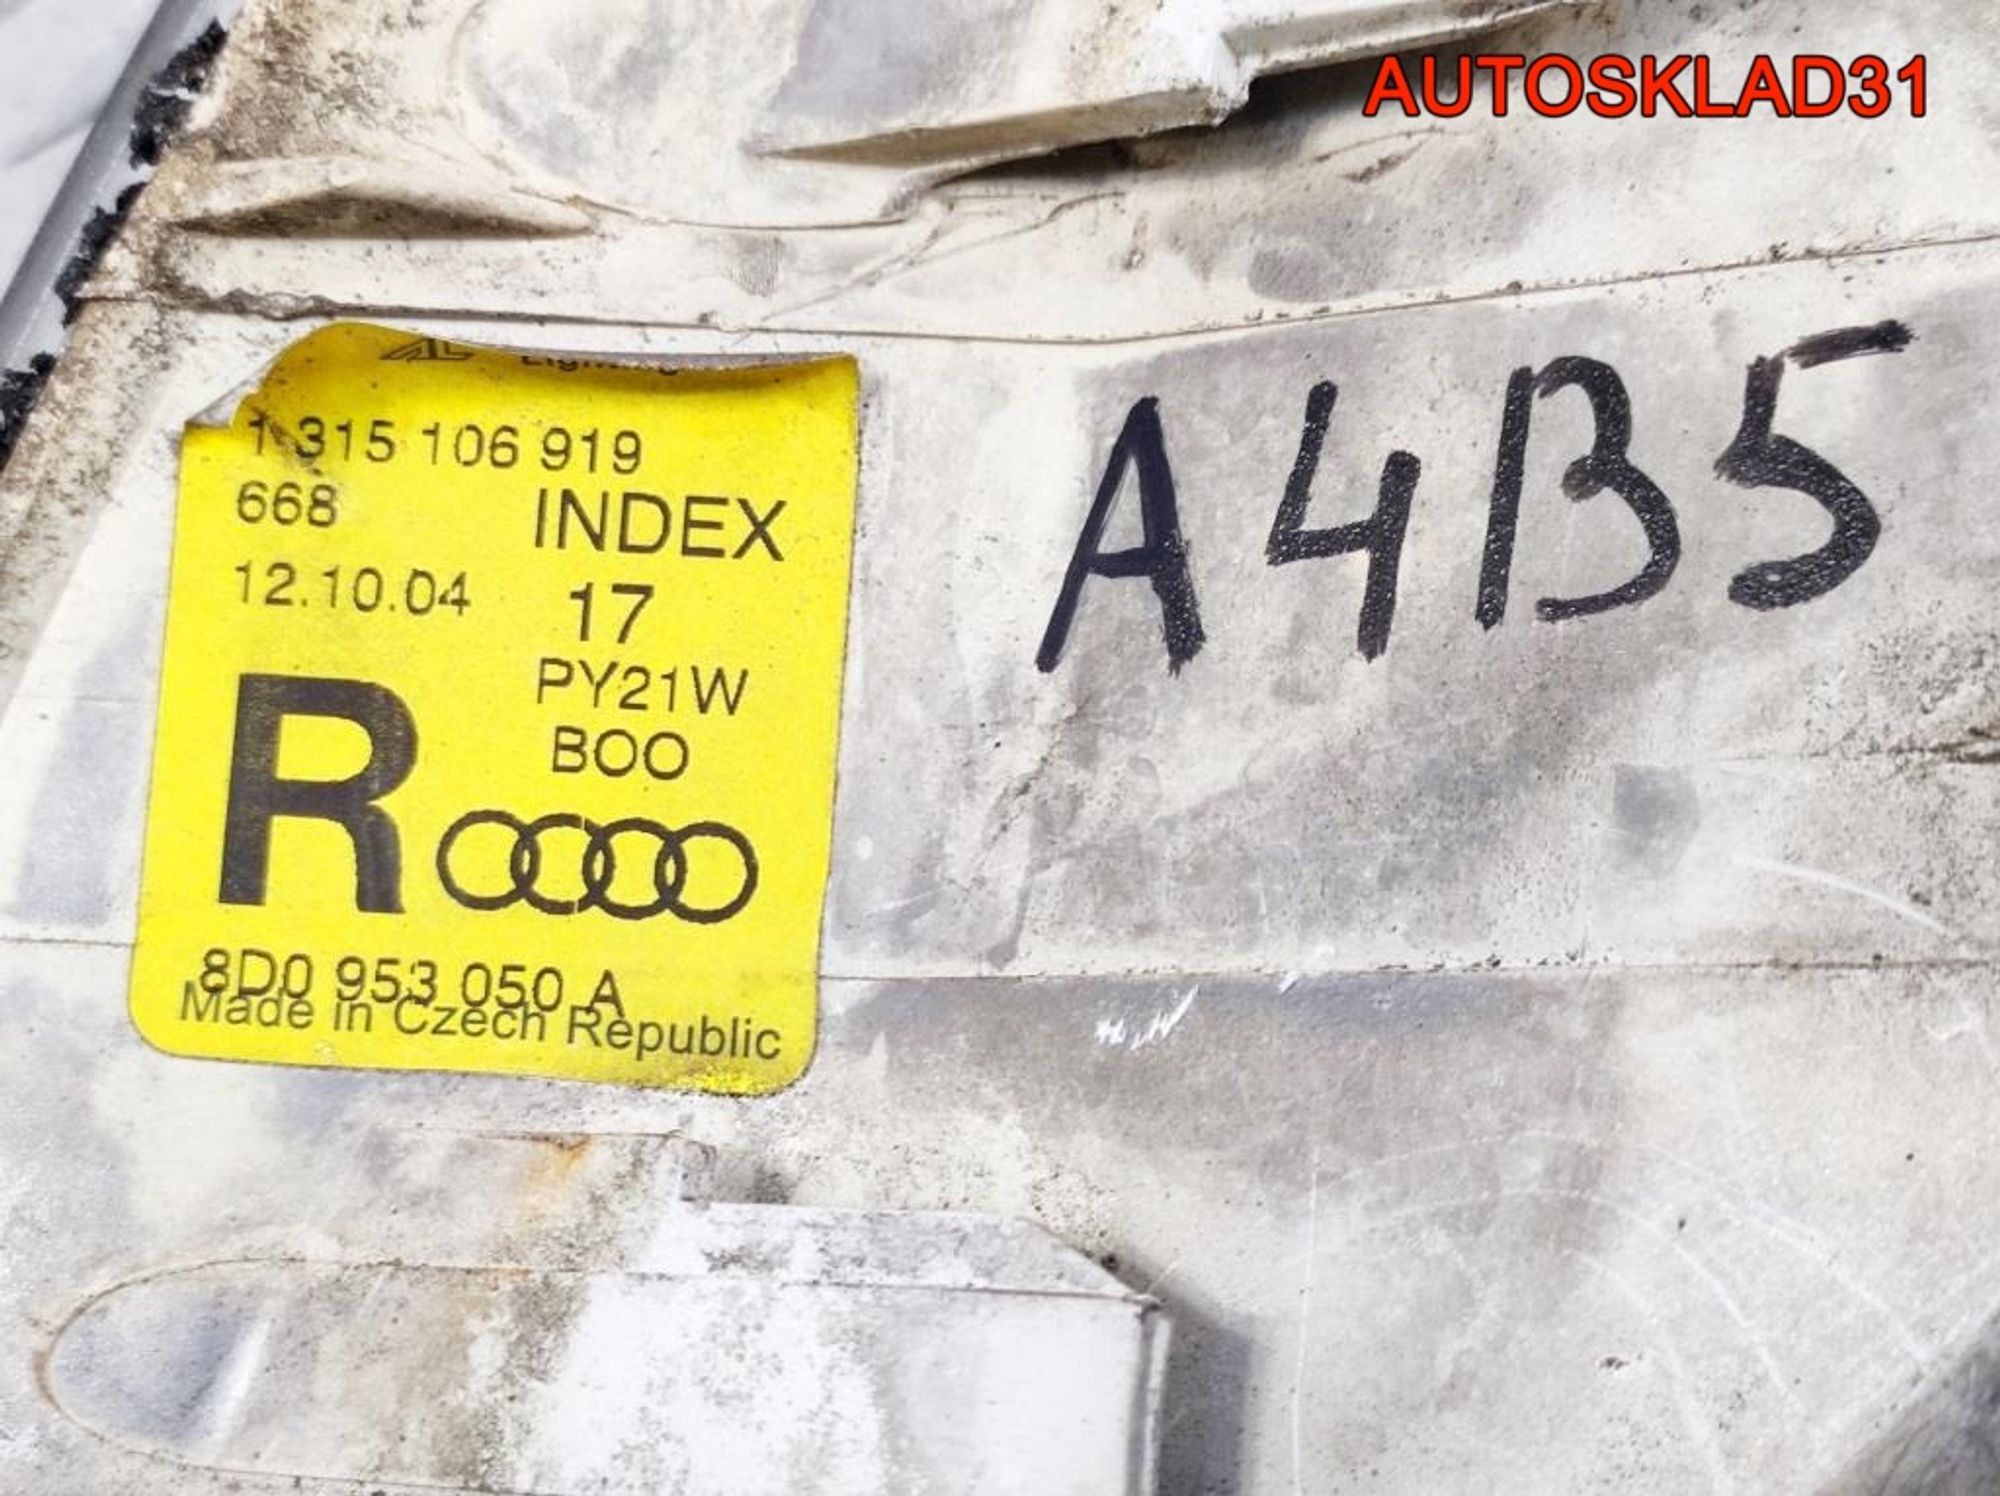 AUTOSKLAD31
Lighting
1 315 106 919
668 INDEX
12.10.04 17
PY21W
BOO
R
8D0 953 050 A
Made in Czech Republic
A4B5